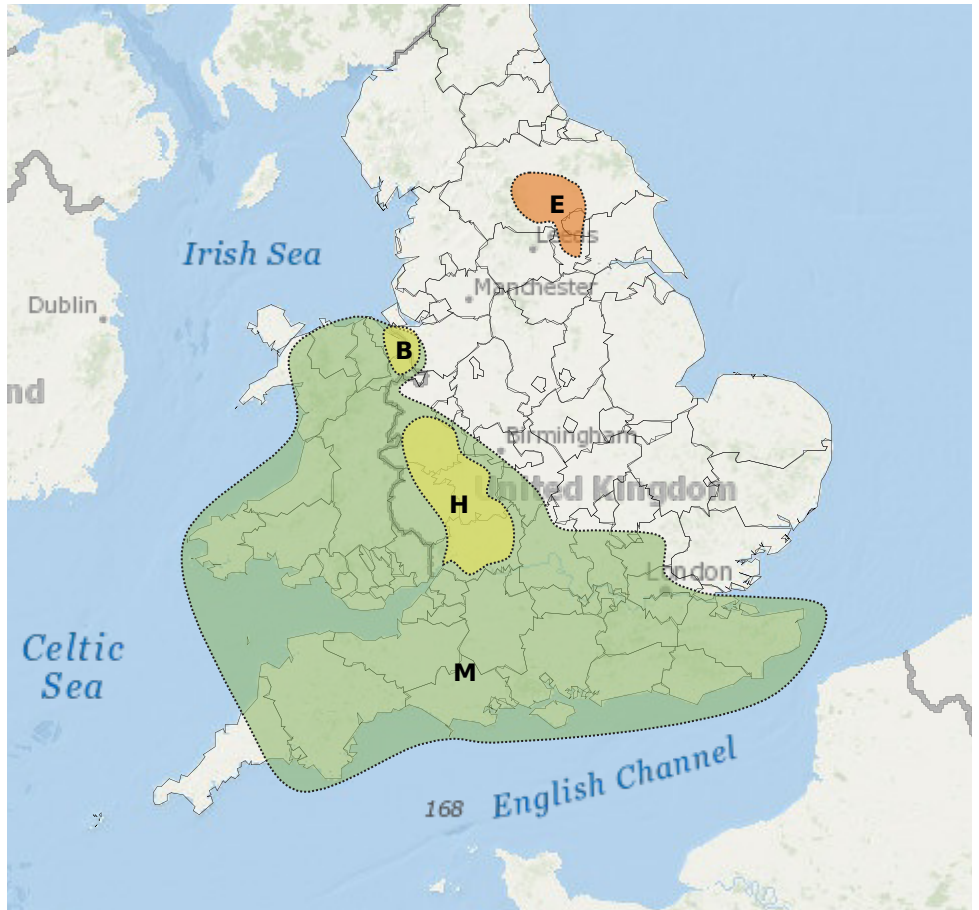 E
Leeds
Irish Sea
Manchester
Dublin
B
nd
Birmingham
United Kingdom
H
London
Celtic
Sea
M
English Channel
168